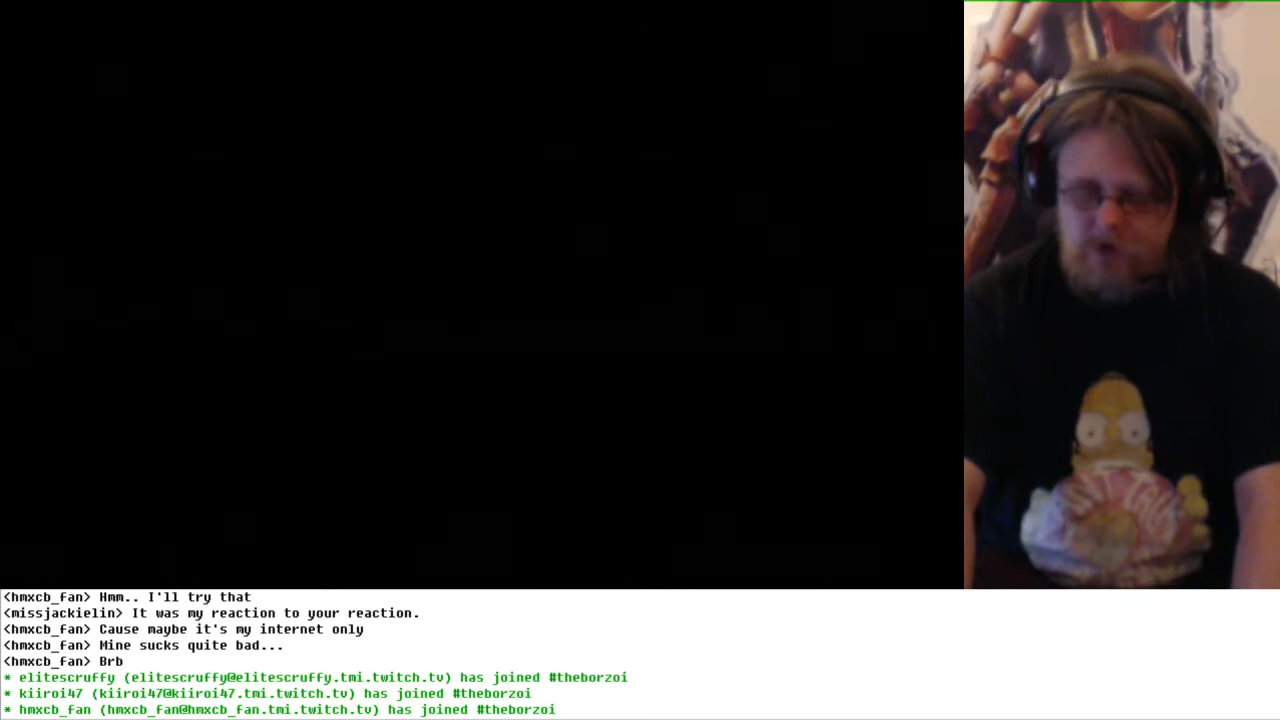 <hmxcb_fan> Hmm.. I'll try that
<missjackielin> It was my reaction to your reaction.
<hmxcb_fan> Cause maybe it's my internet only
<hmxcb_fan> Mine sucks quite bad...
<hmxcb_fan> Brb
* elitescruffy (elitescruffy@elitescruffy.tmi.twitch.tv) has joined #theborzoi
* kiiroi47 (kiiroi47@kiiroi47.tmi.twitch.tv) has joined #theborzoi
* hmxcb_fan (hmxcb_fan@hmxcb_fan.tmi.twitch.tv) has joined #theborzoi